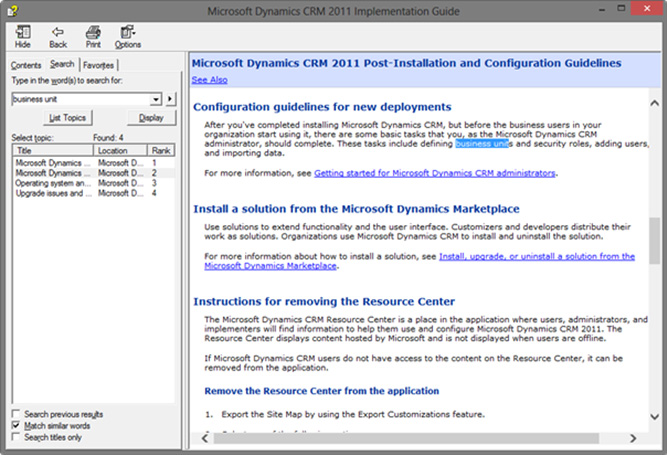 Microsoft Dynamics CRM 2011 Implementation Guide
Hide Back Print Options
Contents Search Favorites
Type in the word(s) to search for:
business unit
List Topics Display
Select topic: Found: 4
Title Location Rank
Microsoft Dynamics ... Microsoft D... 1
Microsoft Dynamics ... Microsoft D... 2
Operating system an... Microsoft D... 3
Upgrade issues and ... Microsoft D... 4
Search previous results
Match similar words
Search titles only
Microsoft Dynamics CRM 2011 Post-Installation and Configuration Guidelines
See Also
Configuration guidelines for new deployments
After you've completed installing Microsoft Dynamics CRM, but before the business users in your
organization start using it, there are some basic tasks that you, as the Microsoft Dynamics CRM
administrator, should complete. These tasks include defining business units and security roles, adding users,
and importing data.
For more information, see Getting started for Microsoft Dynamics CRM administrators.
Install a solution from the Microsoft Dynamics Marketplace
Use solutions to extend functionality and the user interface. Customizers and developers distribute their
work as solutions. Organizations use Microsoft Dynamics CRM to install and uninstall the solution.
For more information about how to install a solution, see Install, upgrade, or uninstall a solution from the
Microsoft Dynamics Marketplace.
Instructions for removing the Resource Center
The Microsoft Dynamics CRM Resource Center is a place in the application where users, administrators, and
implementers will find information to help them use and configure Microsoft Dynamics CRM 2011. The
Resource Center displays content hosted by Microsoft and is not displayed when users are offline.
If Microsoft Dynamics CRM users do not have access to the content on the Resource Center, it can be
removed from the application.
Remove the Resource Center from the application
1. Export the Site Map by using the Export Customizations feature.